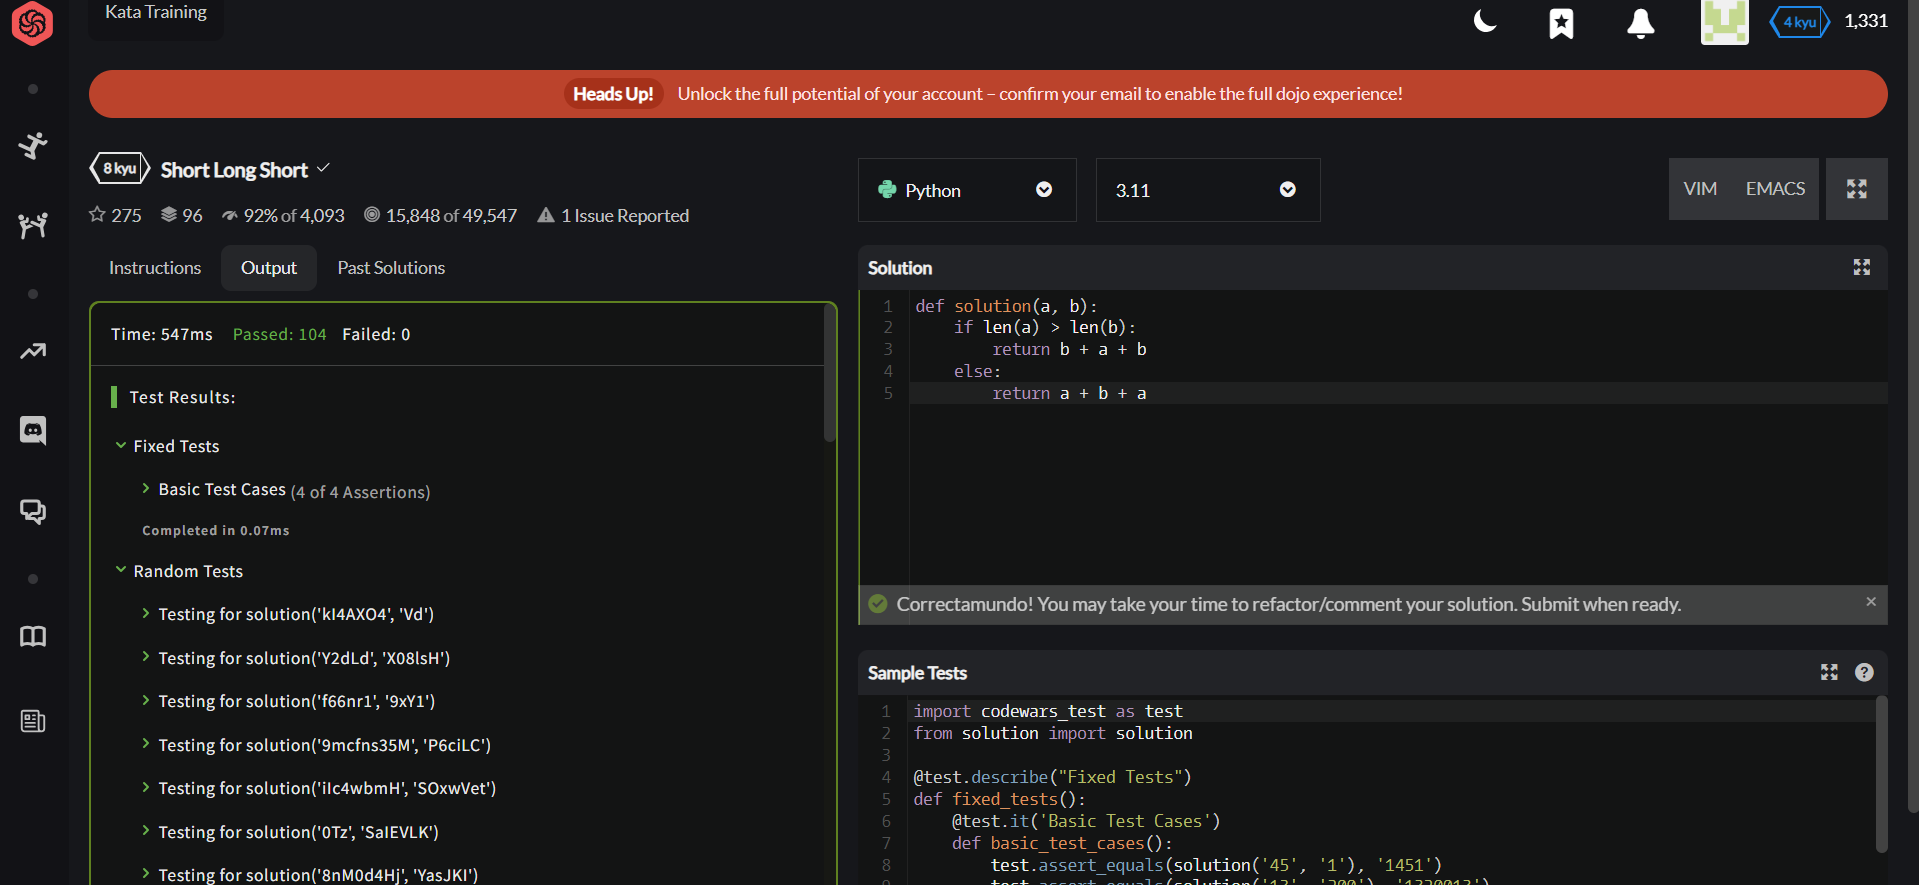 Kata Training
4 kyu 1,331
Heads Up! Unlock the full potential of your account – confirm your email to enable the full dojo experience!
8 kyu Short Long Short
275 96 92% of 4,093 15,848 of 49,547 1 Issue Reported
Instructions Output Past Solutions
Time: 547ms Passed: 104 Failed: 0
Test Results:
Fixed Tests
Basic Test Cases (4 of 4 Assertions)
Completed in 0.07ms
Random Tests
Testing for solution('kI4AXO4', 'Vd')
Testing for solution('Y2dLd', 'X08lsH')
Testing for solution('f66nr1', '9xY1')
Testing for solution('9mcfns35M', 'P6ciLC')
Testing for solution('iIc4wbmH', 'SOxwVet')
Testing for solution('0Tz', 'SaIEVLK')
Testing for solution('8nM0d4Hj', 'YasJKI')
Python 3.11 VIM EMACS
Solution
1 def solution(a, b):
2 if len(a) > len(b):
3 return b + a + b
4 else:
5 return a + b + a
Correctamundo! You may take your time to refactor/comment your solution. Submit when ready.
Sample Tests
1 import codewars_test as test
2 from solution import solution
3
4 @test.describe("Fixed Tests")
5 def fixed_tests():
6 @test.it('Basic Test Cases')
7 def basic_test_cases():
8 test.assert_equals(solution('45', '1'), '1451')
9 test.assert_equals(solution('13', '200'), '1320013')